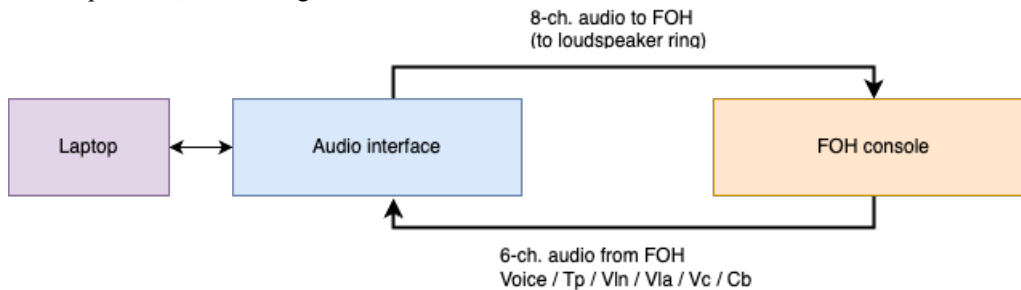 8-ch. audio to FOH
(to loudspeaker ring)
Laptop
Audio interface
FOH console
6-ch. audio from FOH
Voice / Tp / Vln / Vla / Vc / Cb